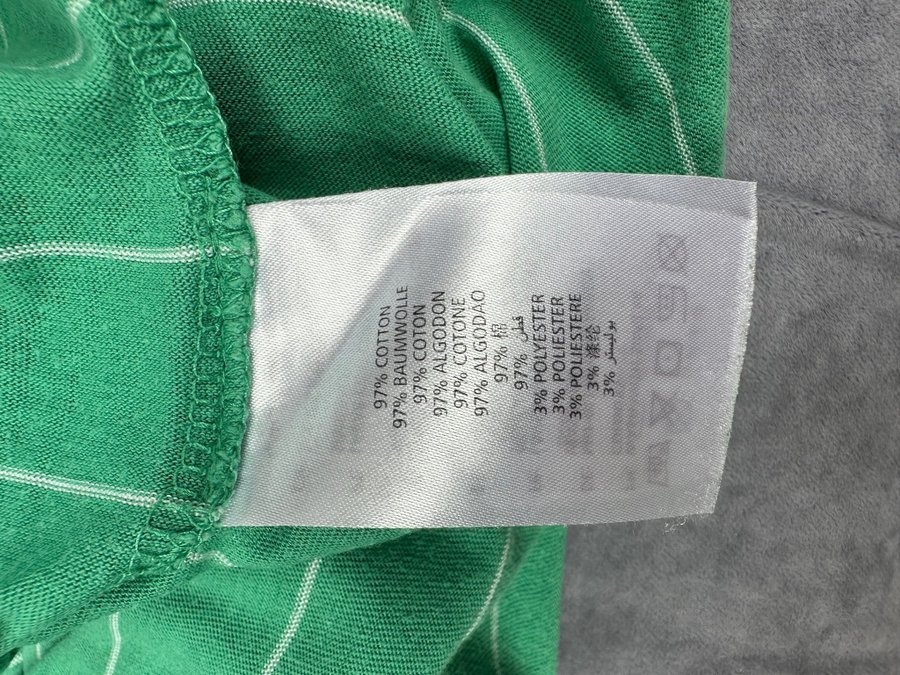 97% COTTON
97% BAUMWOLLE
97% COTON
97% ALGODON
97% COTONE
97% ALGODAO
97% 棉
97% قطن
3% POLYESTER
3% POLIESTER
3% POLIESTERE
3% 涤纶
3% بوليستر